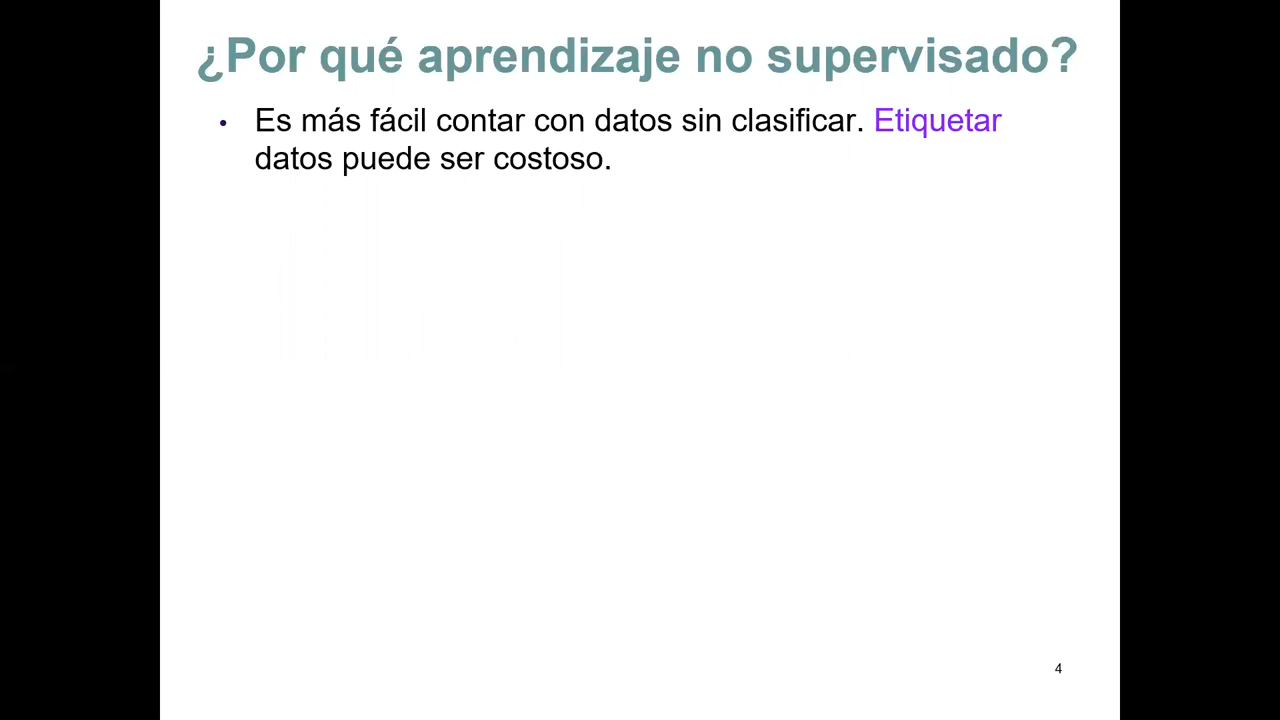 ¿Por qué aprendizaje no supervisado?
• Es más fácil contar con datos sin clasificar. Etiquetar
datos puede ser costoso.
4